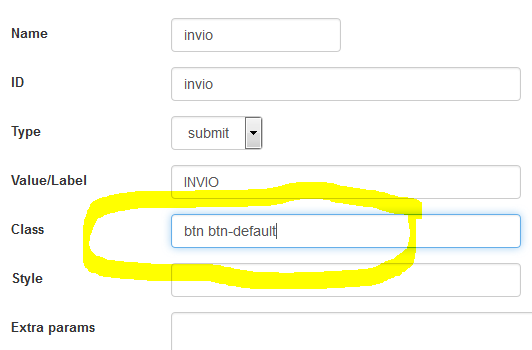 Name invio
ID invio
Type submit
Value/Label INVIO
Class btn btn-default
Style
Extra params